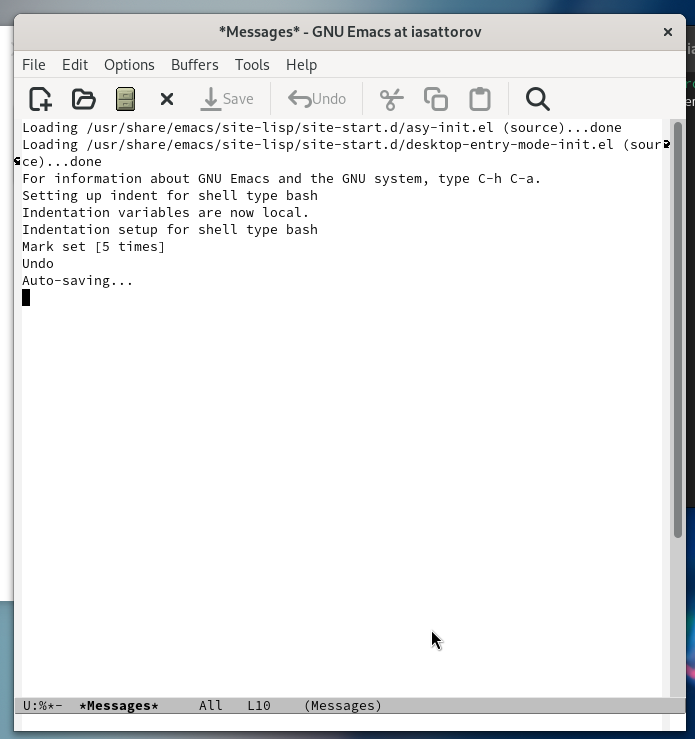 *Messages* - GNU Emacs at iasattorov
File Edit Options Buffers Tools Help
Save Undo
Loading /usr/share/emacs/site-lisp/site-start.d/asy-init.el (source)...done
Loading /usr/share/emacs/site-lisp/site-start.d/desktop-entry-mode-init.el (sour
ce)...done
For information about GNU Emacs and the GNU system, type C-h C-a.
Setting up indent for shell type bash
Indentation variables are now local.
Indentation setup for shell type bash
Mark set [5 times]
Undo
Auto-saving...
U:%*- *Messages* All L10 (Messages)